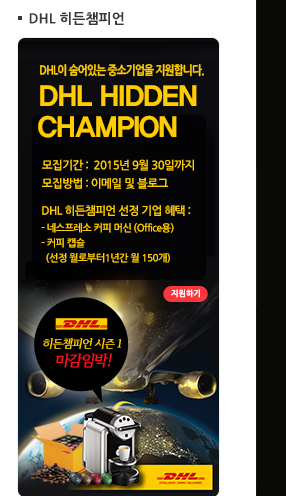 DHL 히든챔피언
DHL이 숨어있는 중소기업을 지원합니다.
DHL HIDDEN
CHAMPION
모집기간 : 2015년 9월 30일까지
모집방법 : 이메일 및 블로그
DHL 히든챔피언 선정 기업 혜택 :
- 네스프레소 커피 머신 (Office용)
- 커피 캡슐
(선정 월로부터1년간 월 150개)
지원하기
DHL
히든챔피언 시즌 1
마감임박!
DHL